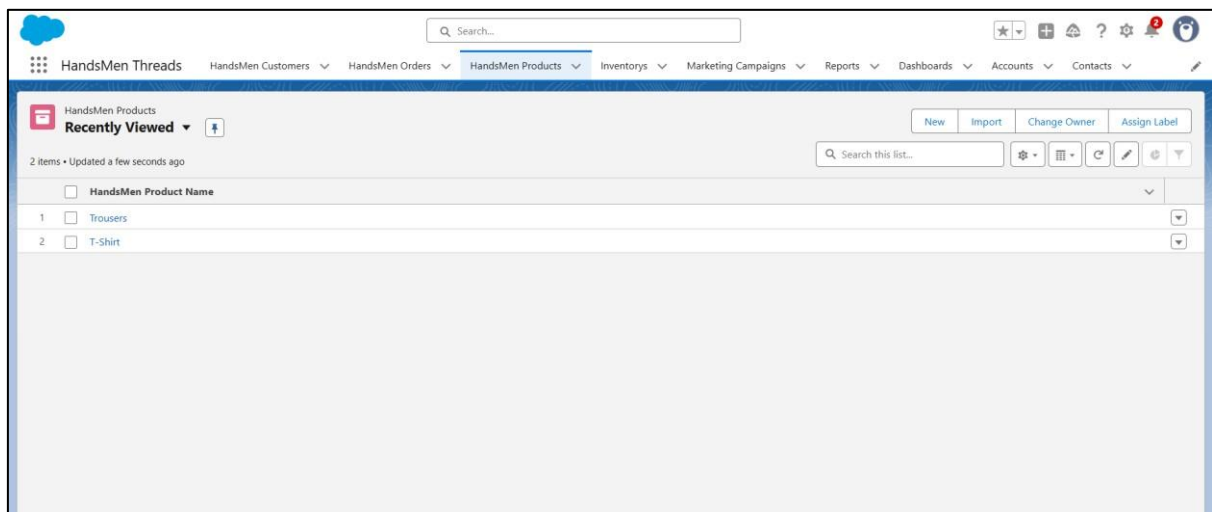 Search...
2
HandsMen Threads HandsMen Customers HandsMen Orders HandsMen Products Inventorys Marketing Campaigns Reports Dashboards Accounts Contacts
HandsMen Products
Recently Viewed
New Import Change Owner Assign Label
2 items • Updated a few seconds ago
Search this list...
HandsMen Product Name
1 Trousers
2 T-Shirt